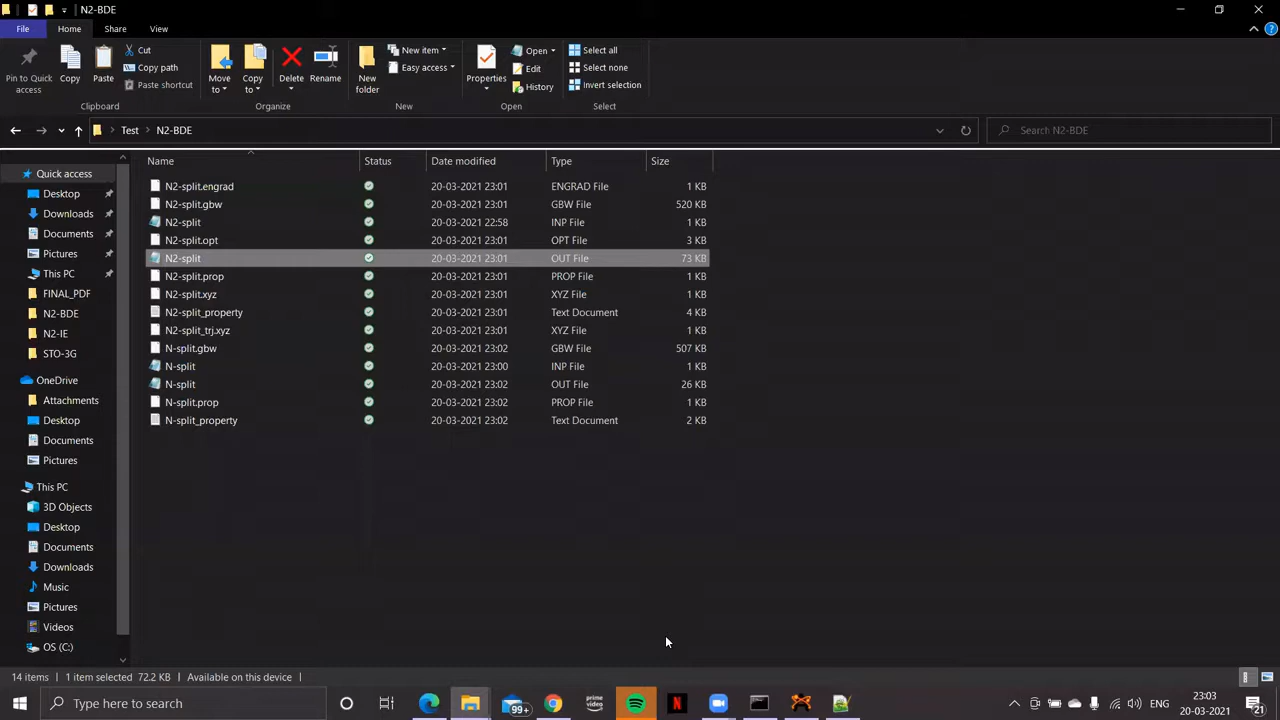 N2-BDE
File Home Share View
Pin to Quick access
Copy
Paste
Cut
Copy path
Paste shortcut
Move to
Copy to
Delete
Rename
New folder
New item
Easy access
Properties
Open
Edit
History
Select all
Select none
Invert selection
Clipboard Organize New Open Select
Test N2-BDE
Search N2-BDE
Name Status Date modified Type Size
N2-split.engrad 20-03-2021 23:01 ENGRAD File 1 KB
N2-split.gbw 20-03-2021 23:01 GBW File 520 KB
N2-split 20-03-2021 22:58 INP File 1 KB
N2-split.opt 20-03-2021 23:01 OPT File 3 KB
N2-split 20-03-2021 23:01 OUT File 73 KB
N2-split.prop 20-03-2021 23:01 PROP File 1 KB
N2-split.xyz 20-03-2021 23:01 XYZ File 1 KB
N2-split_property 20-03-2021 23:01 Text Document 4 KB
N2-split_trj.xyz 20-03-2021 23:01 XYZ File 1 KB
N-split.gbw 20-03-2021 23:02 GBW File 507 KB
N-split 20-03-2021 23:00 INP File 1 KB
N-split 20-03-2021 23:02 OUT File 26 KB
N-split.prop 20-03-2021 23:02 PROP File 1 KB
N-split_property 20-03-2021 23:02 Text Document 2 KB
Quick access
Desktop
Downloads
Documents
Pictures
This PC
FINAL_PDF
N2-BDE
N2-IE
STO-3G
OneDrive
Attachments
Desktop
Documents
Pictures
This PC
3D Objects
Desktop
Documents
Downloads
Music
Pictures
Videos
OS (C:)
14 items 1 item selected 72.2 KB Available on this device
Type here to search
99+
prime video
N
ENG
23:03
20-03-2021
21